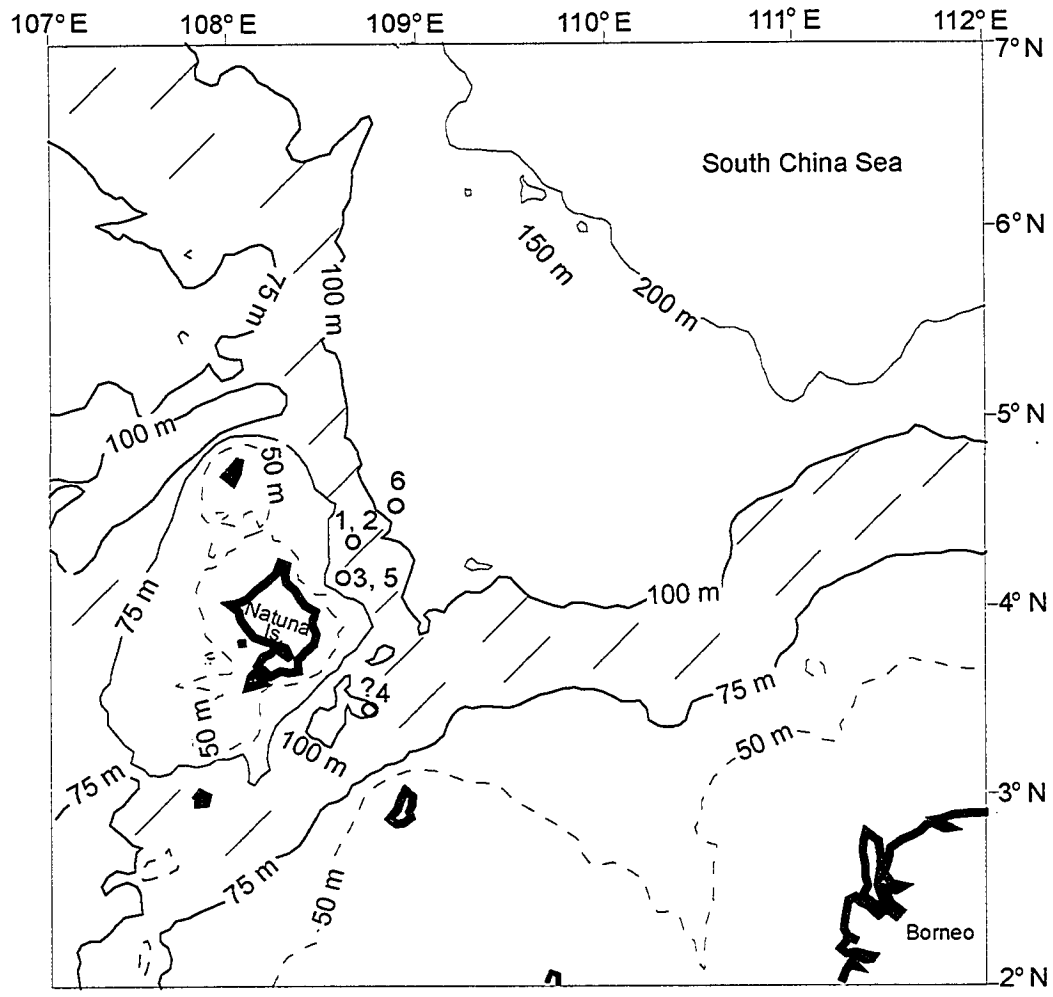 107° E 108° E 109° E 110° E 111° E 112° E
7° N
South China Sea
6° N
150 m
75 m
100 m
200 m
5° N
100 m
50 m
6
1, 2
3, 5
75 m
100 m
4° N
Natuna
Is.
?4
75 m
50 m
50 m
100 m
75 m
3° N
75 m
50 m
Borneo
2° N